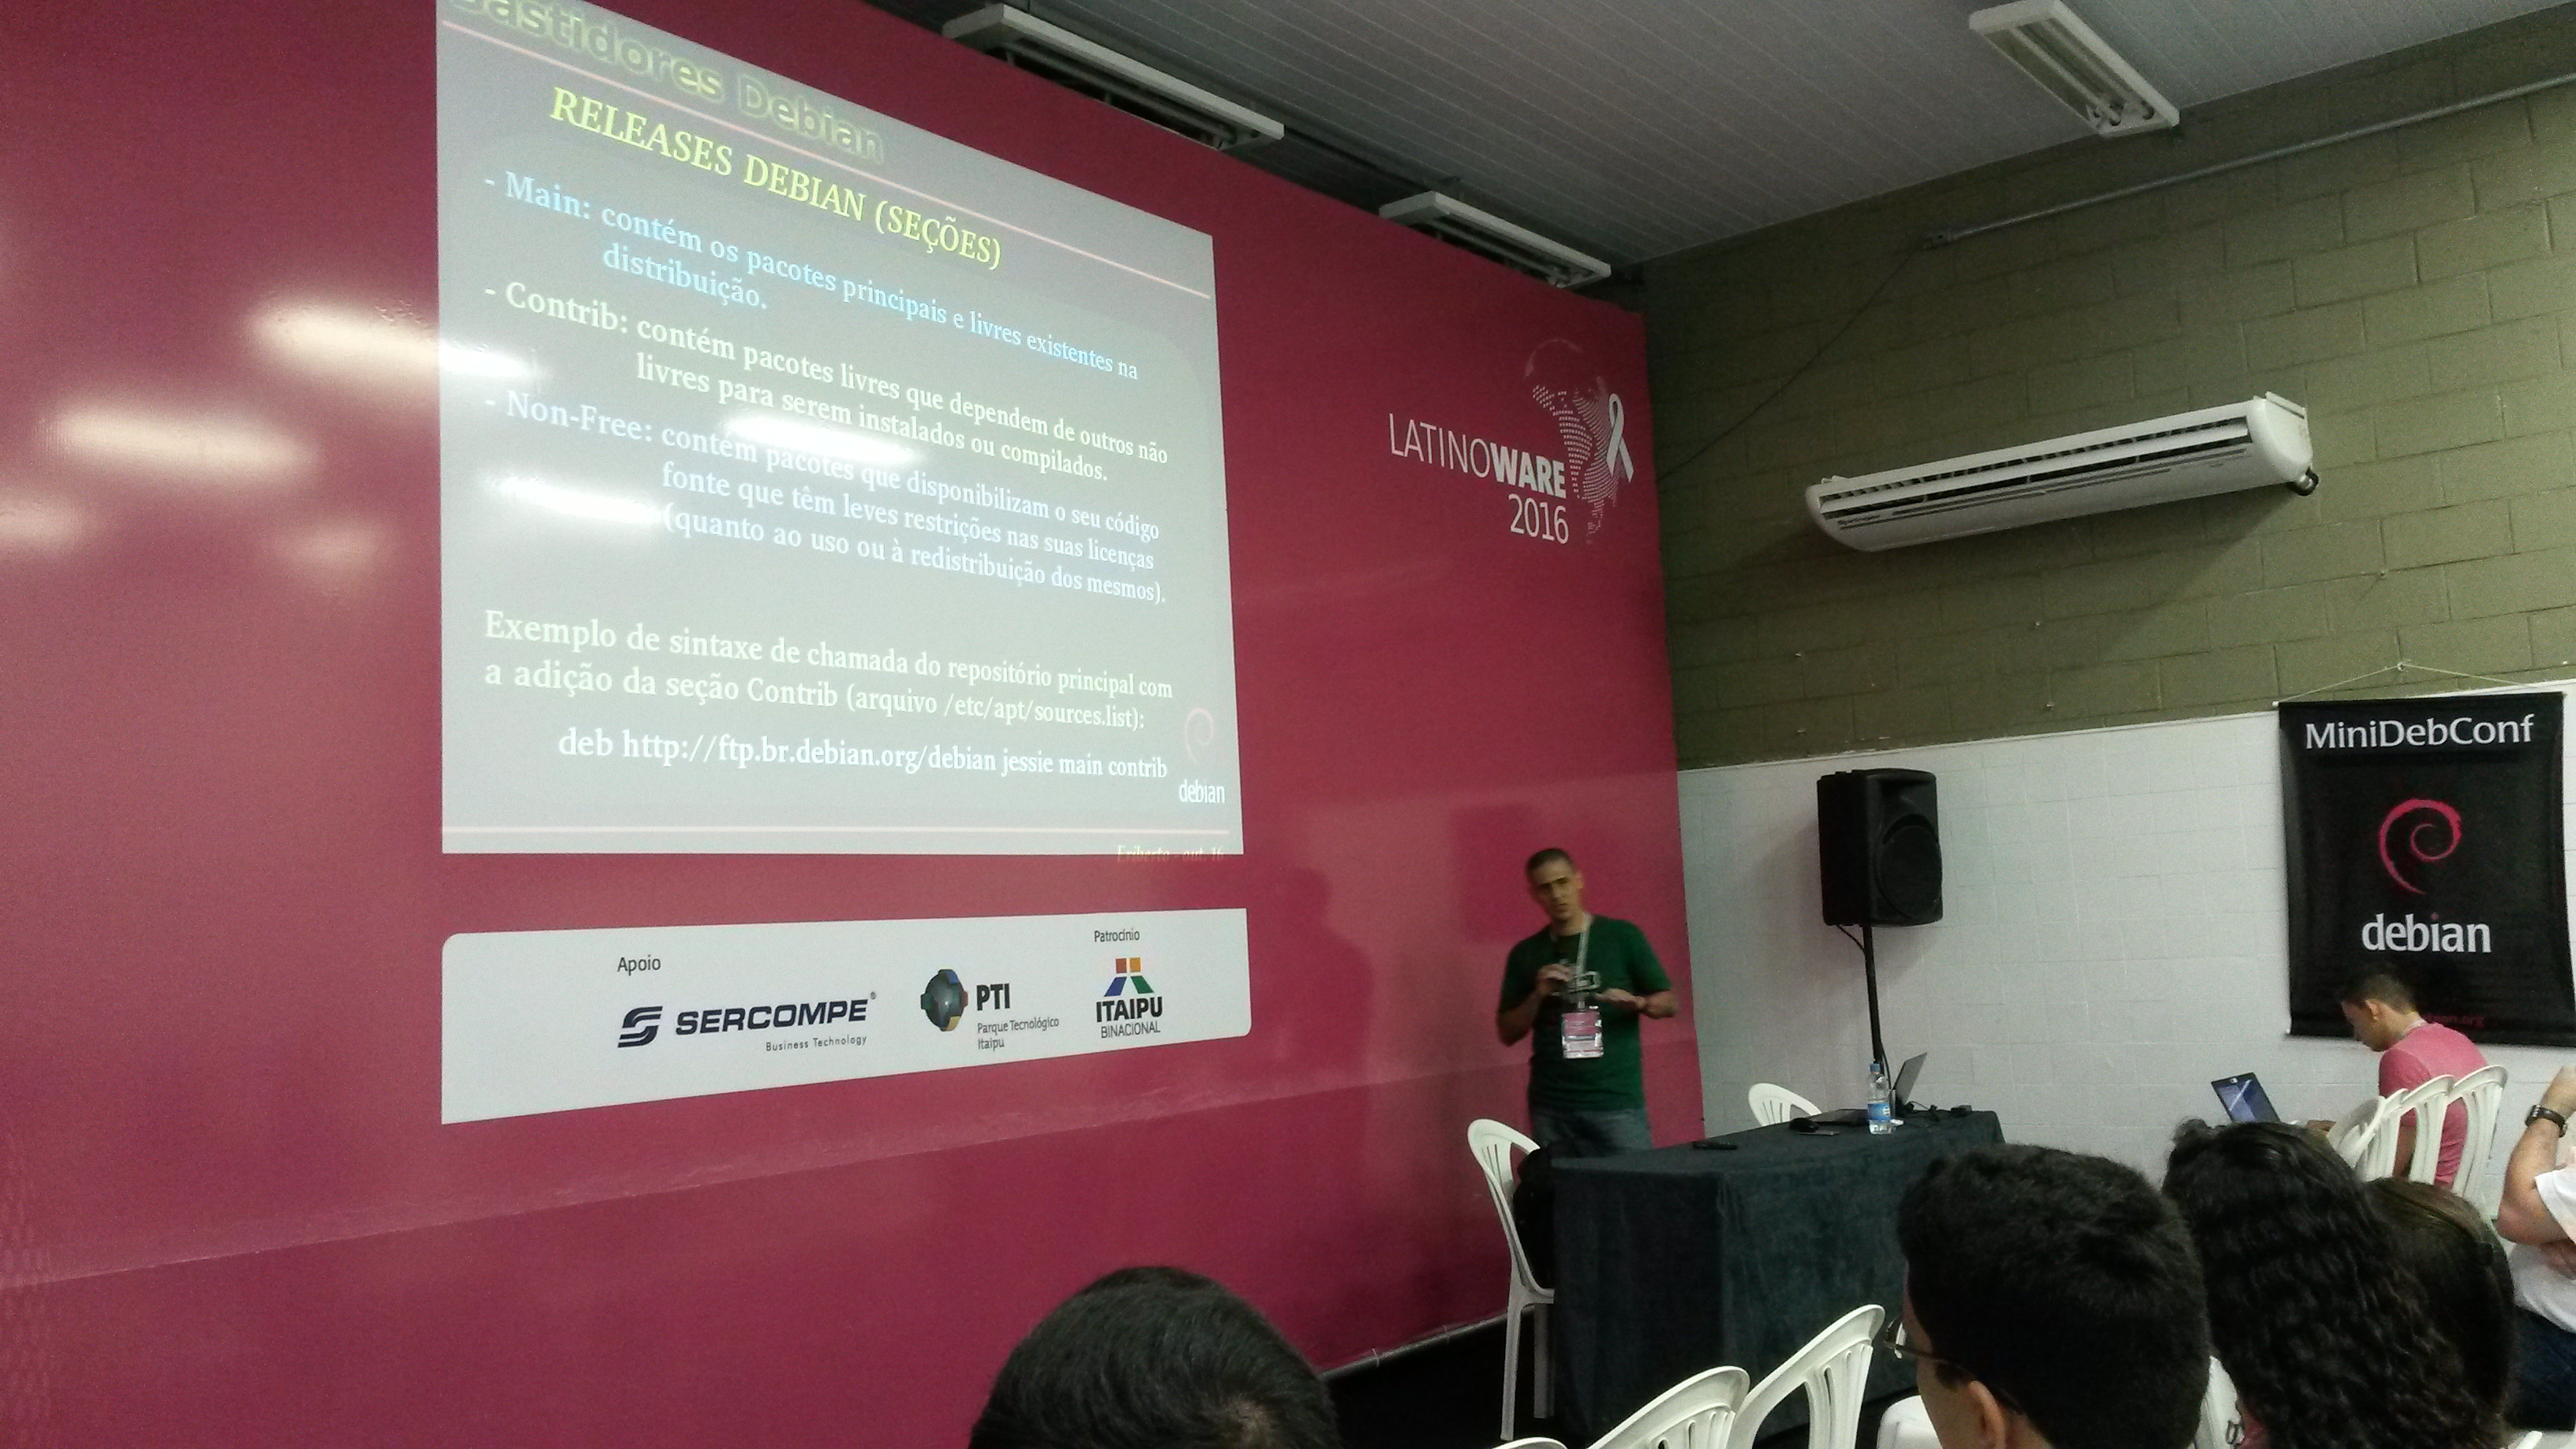 Bastidores Debian
RELEASES DEBIAN (SEÇÕES)
- Main: contém os pacotes principais e livres existentes na
distribuição.
- Contrib: contém pacotes livres que dependem de outros não
livres para serem instalados ou compilados.
- Non-Free: contém pacotes que disponibilizam o seu código
fonte que têm leves restrições nas suas licenças
(quanto ao uso ou à redistribuição dos mesmos).
Exemplo de sintaxe de chamada do repositório principal com
a adição da seção Contrib (arquivo /etc/apt/sources.list):
deb http://ftp.br.debian.org/debian jessie main contrib
debian
Eriberto - out. 16
Apoio
SERCOMPE®
Business Technology
PTI
Parque Tecnológico
Itaipu
Patrocínio
ITAIPU
BINACIONAL
LATINOWARE
2016
MiniDebConf
debian